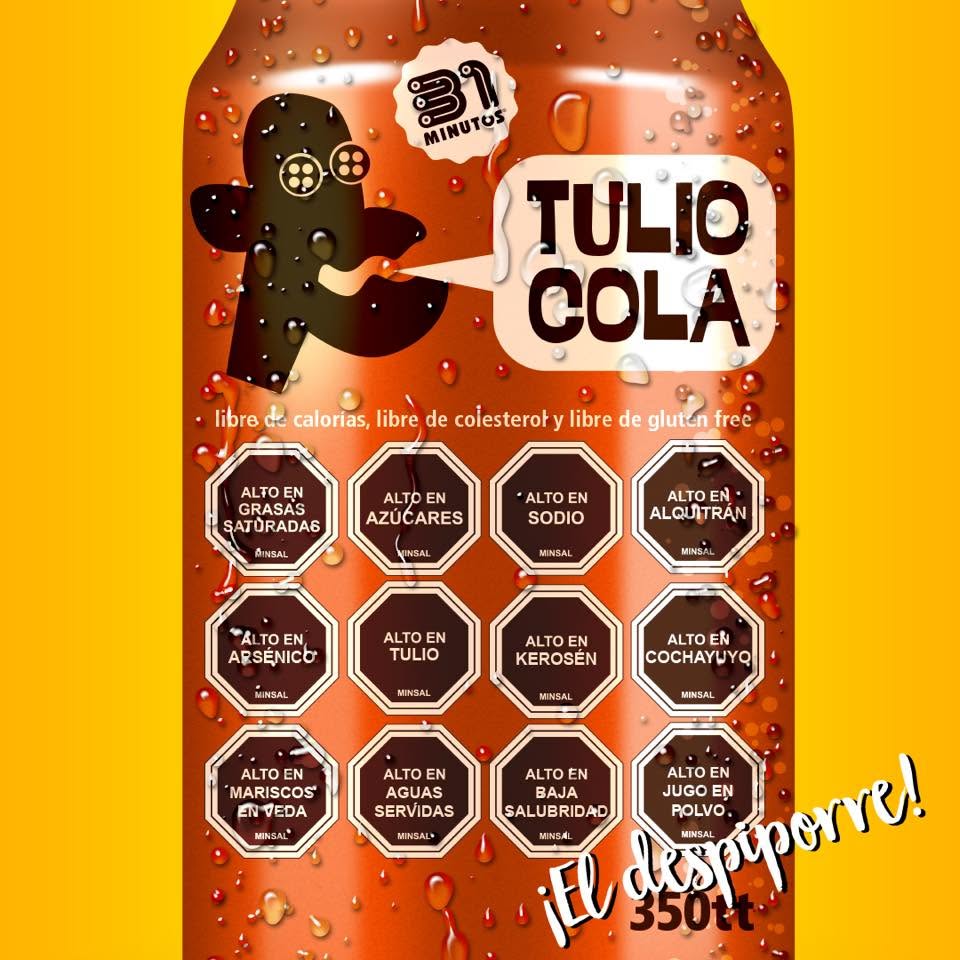 31
MINUTOS
TULIO
COLA
libre de calorías, libre de colesterol y libre de gluten free
ALTO EN
GRASAS
SATURADAS
MINSAL
ALTO EN
AZÚCARES
MINSAL
ALTO EN
SODIO
MINSAL
ALTO EN
ALQUITRÁN
MINSAL
ALTO EN
ARSÉNICO
MINSAL
ALTO EN
TULIO
MINSAL
ALTO EN
KEROSÉN
MINSAL
ALTO EN
COCHAYUYO
MINSAL
ALTO EN
MARISCOS
EN VEDA
MINSAL
ALTO EN
AGUAS
SERVIDAS
MINSAL
ALTO EN
BAJA
SALUBRIDAD
MINSAL
ALTO EN
JUGO EN
POLVO
MINSAL
¡El despiporre!
350tt